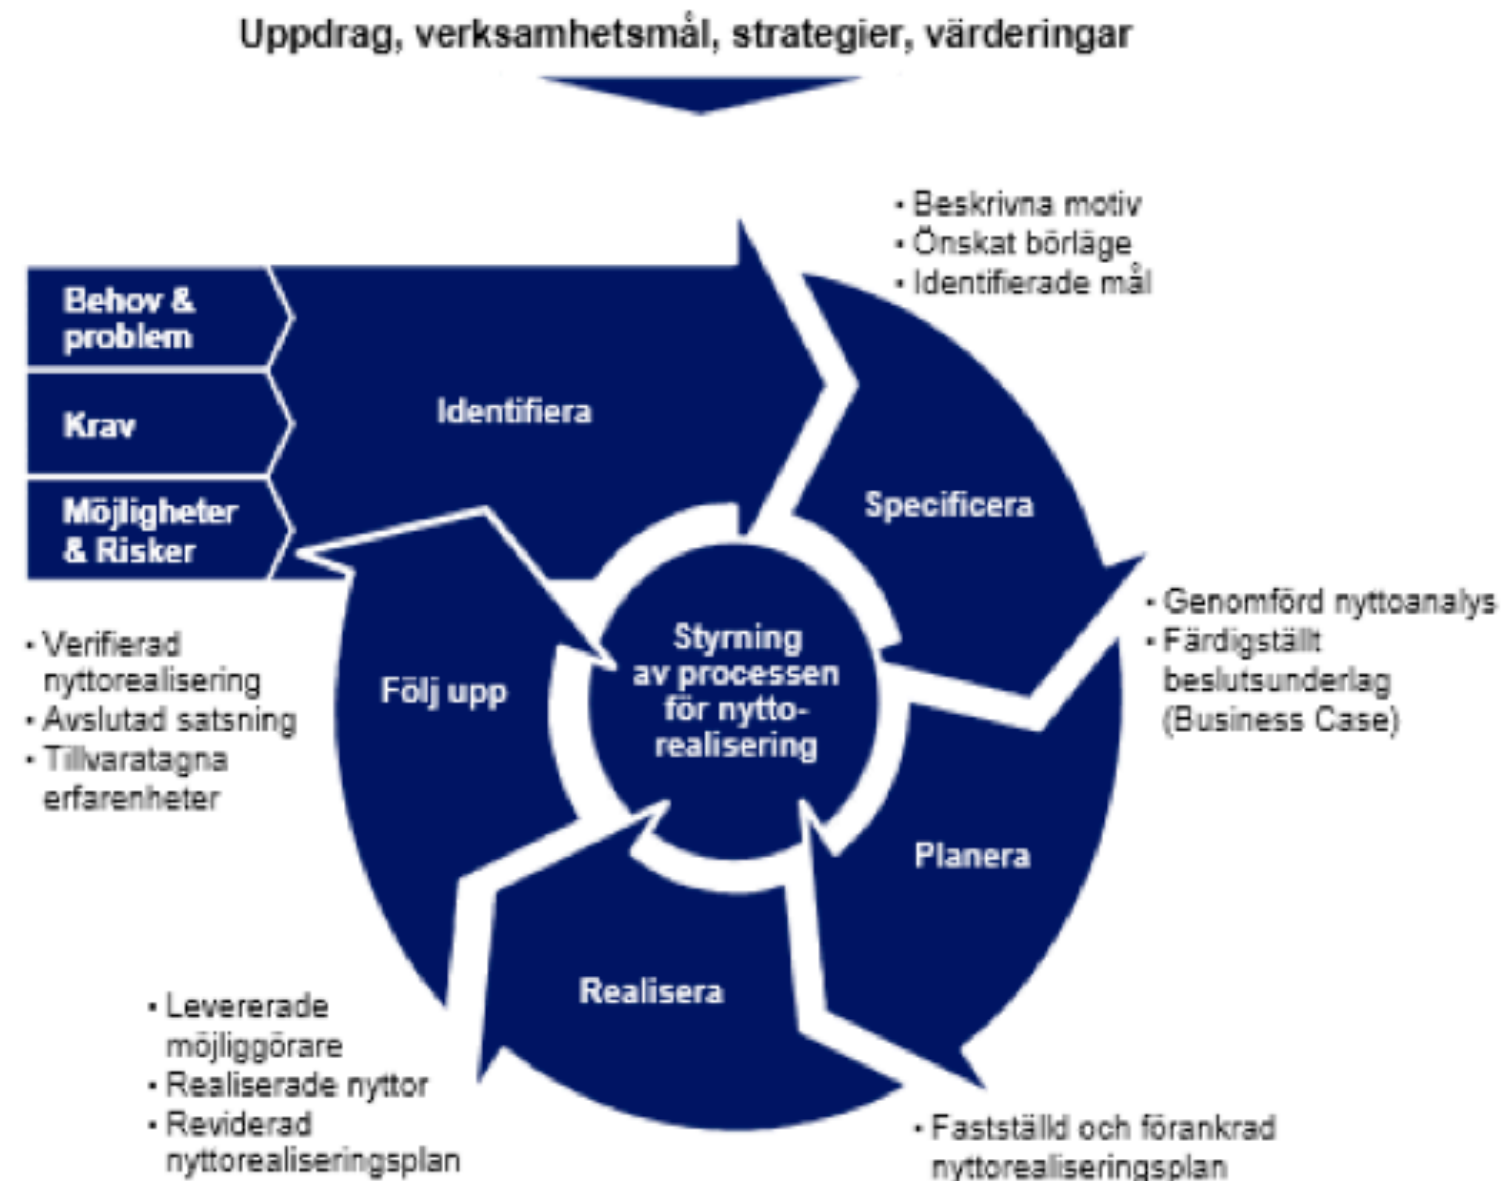 Uppdrag, verksamhetsmål, strategier, värderingar
Behov &
problem
Krav
Möjligheter
& Risker
Identifiera
• Beskrivna motiv
• Önskat börläge
• Identifierade mål
Specificera
• Genomförd nyttoanalys
• Färdigställt
beslutsunderlag
(Business Case)
Planera
• Fastställd och förankrad
nyttorealiseringsplan
Realisera
• Levererade
möjliggörare
• Realiserade nyttor
• Reviderad
nyttorealiseringsplan
Följ upp
• Verifierad
nyttorealisering
• Avslutad satsning
• Tillvaratagna
erfarenheter
Styrning
av processen
för nytto-
realisering